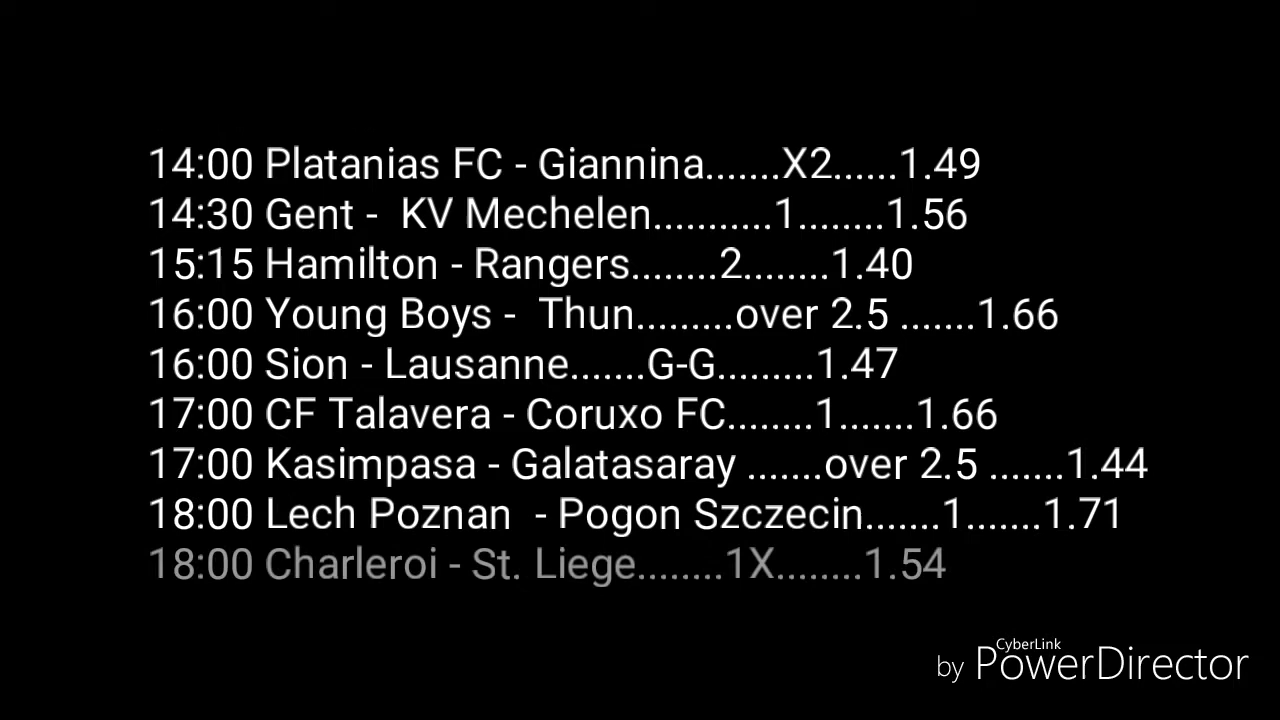 14:00 Platanias FC - Giannina.......X2......1.49
14:30 Gent -  KV Mechelen...........1........1.56
15:15 Hamilton - Rangers........2........1.40
16:00 Young Boys -  Thun.........over 2.5 .......1.66
16:00 Sion - Lausanne.......G-G.........1.47
17:00 CF Talavera - Coruxo FC........1.......1.66
17:00 Kasimpasa - Galatasaray .......over 2.5 .......1.44
18:00 Lech Poznan  - Pogon Szczecin.......1.......1.71
18:00 Charleroi - St. Liege........1X........1.54
CyberLink
by PowerDirector